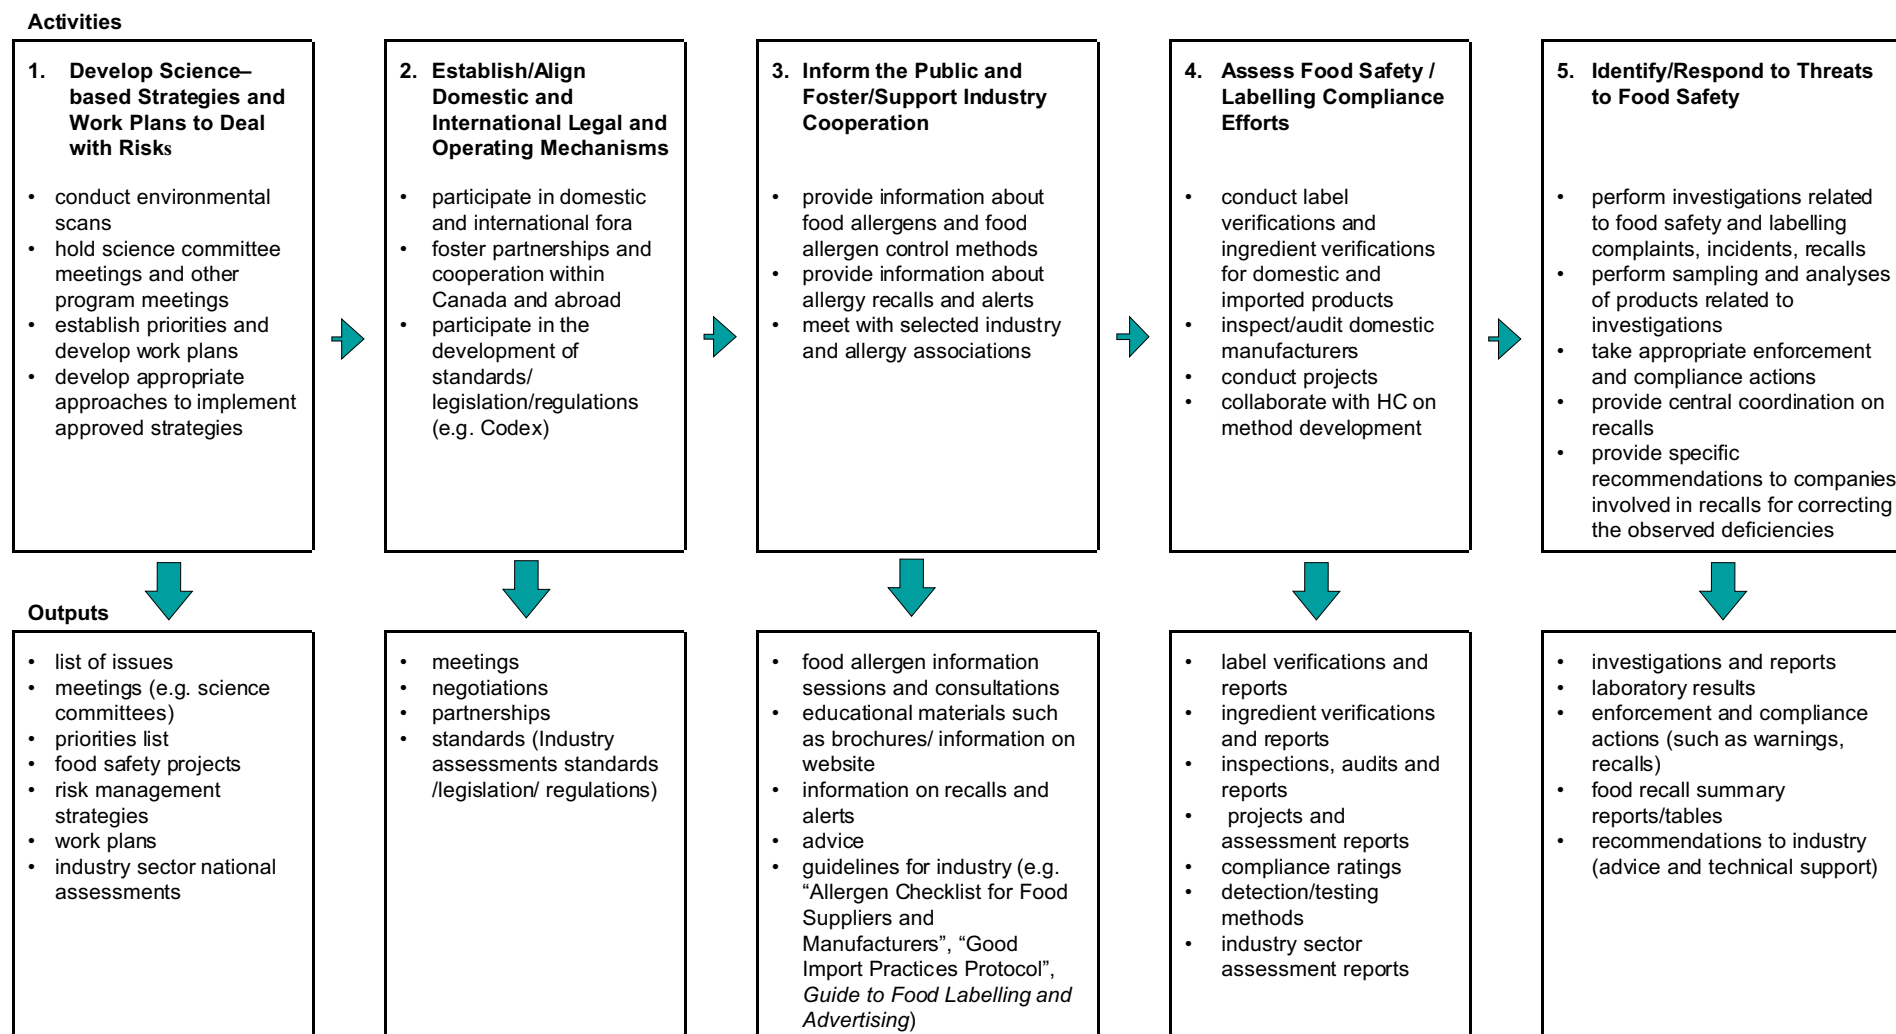 Activities
1. Develop Science–
based Strategies and
Work Plans to Deal
with Risks
• conduct environmental
scans
• hold science committee
meetings and other
program meetings
• establish priorities and
develop work plans
• develop appropriate
approaches to implement
approved strategies
2. Establish/Align
Domestic and
International Legal and
Operating Mechanisms
• participate in domestic
and international fora
• foster partnerships and
cooperation within
Canada and abroad
• participate in the
development of
standards/
legislation/regulations
(e.g. Codex)
3. Inform the Public and
Foster/Support Industry
Cooperation
• provide information about
food allergens and food
allergen control methods
• provide information about
allergy recalls and alerts
• meet with selected industry
and allergy associations
4. Assess Food Safety /
Labelling Compliance
Efforts
• conduct label
verifications and
ingredient verifications
for domestic and
imported products
• inspect/audit domestic
manufacturers
• conduct projects
• collaborate with HC on
method development
5. Identify/Respond to Threats
to Food Safety
• perform investigations related
to food safety and labelling
complaints, incidents, recalls
• perform sampling and analyses
of products related to
investigations
• take appropriate enforcement
and compliance actions
• provide central coordination on
recalls
• provide specific
recommendations to companies
involved in recalls for correcting
the observed deficiencies
Outputs
• list of issues
• meetings (e.g. science
committees)
• priorities list
• food safety projects
• risk management
strategies
• work plans
• industry sector national
assessments
• meetings
• negotiations
• partnerships
• standards (Industry
assessments standards
/legislation/ regulations)
• food allergen information
sessions and consultations
• educational materials such
as brochures/ information on
website
• information on recalls and
alerts
• advice
• guidelines for industry (e.g.
“Allergen Checklist for Food
Suppliers and
Manufacturers”, “Good
Import Practices Protocol”,
Guide to Food Labelling and
Advertising)
• label verifications and
reports
• ingredient verifications
and reports
• inspections, audits and
reports
• projects and
assessment reports
• compliance ratings
• detection/testing
methods
• industry sector
assessment reports
• investigations and reports
• laboratory results
• enforcement and compliance
actions (such as warnings,
recalls)
• food recall summary
reports/tables
• recommendations to industry
(advice and technical support)